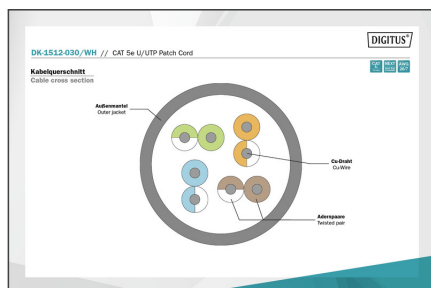 DIGITUS®
DK-1512-030/WH // CAT 5e U/UTP Patch Cord
Kabelquerschnitt
Cable cross section
Außenmantel
Outer jacket
Cu-Draht
Cu-Wire
Adernpaare
Twisted pair